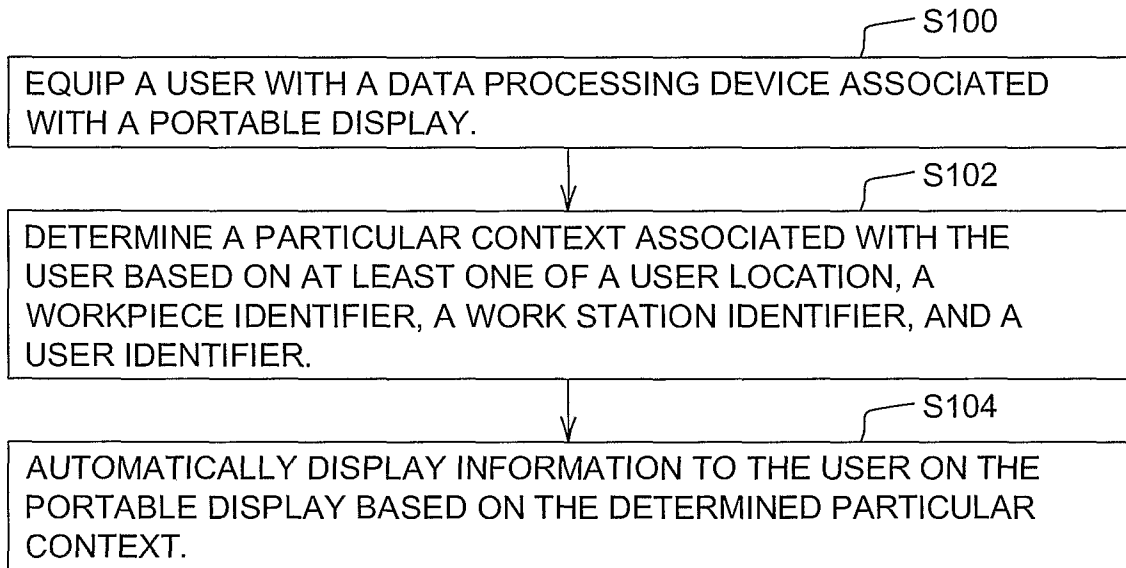 S100
EQUIP A USER WITH A DATA PROCESSING DEVICE ASSOCIATED
WITH A PORTABLE DISPLAY.
S102
DETERMINE A PARTICULAR CONTEXT ASSOCIATED WITH THE
USER BASED ON AT LEAST ONE OF A USER LOCATION, A
WORKPIECE IDENTIFIER, A WORK STATION IDENTIFIER, AND A
USER IDENTIFIER.
S104
AUTOMATICALLY DISPLAY INFORMATION TO THE USER ON THE
PORTABLE DISPLAY BASED ON THE DETERMINED PARTICULAR
CONTEXT.